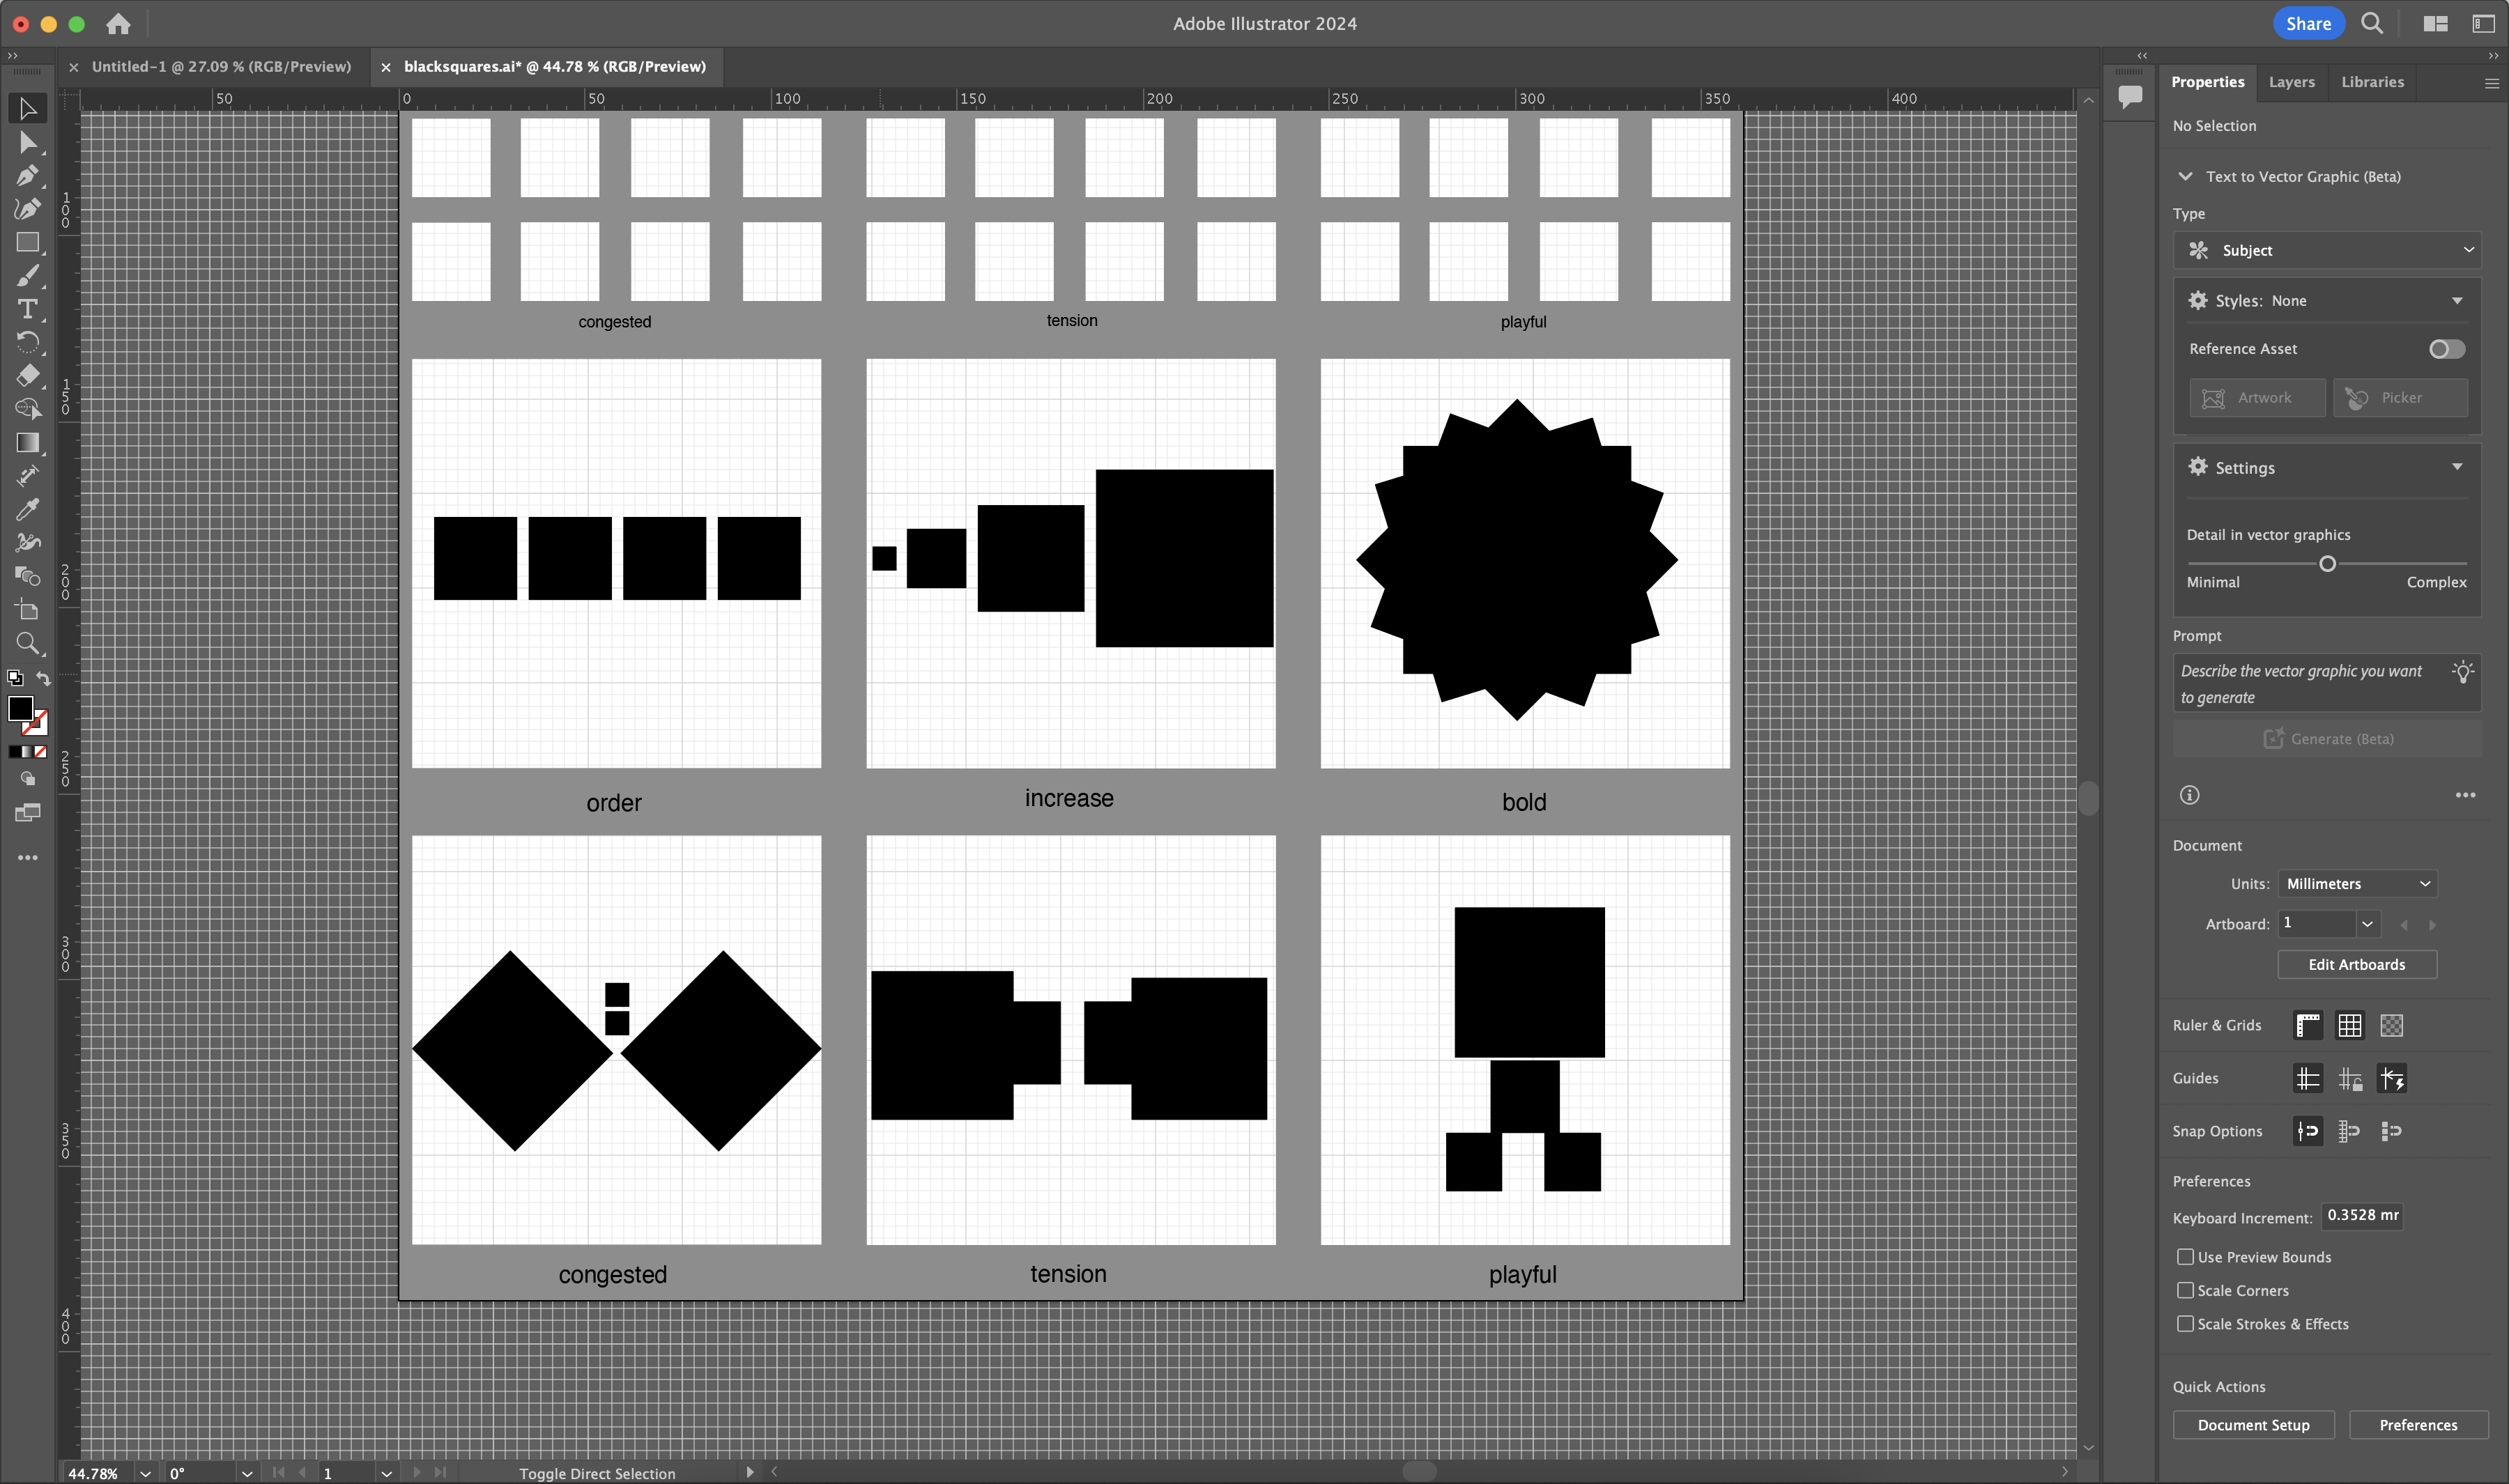 Adobe Illustrator 2024
Share
Untitled-1 @ 27.09 % (RGB/Preview)
blacksquares.ai* @ 44.78 % (RGB/Preview)
Properties
Layers
Libraries
50
0
50
100
150
200
250
300
350
400
100
150
200
250
300
350
400
congested
tension
playful
order
increase
bold
congested
tension
playful
No Selection
Text to Vector Graphic (Beta)
Type
Subject
Styles: None
Reference Asset
Artwork
Picker
Settings
Detail in vector graphics
Minimal
Complex
Prompt
Describe the vector graphic you want
to generate
Generate (Beta)
Document
Units: Millimeters
Artboard: 1
Edit Artboards
Ruler & Grids
Guides
Snap Options
Preferences
Keyboard Increment: 0.3528 mr
Use Preview Bounds
Scale Corners
Scale Strokes & Effects
Quick Actions
Document Setup
Preferences
44.78%
0°
1
Toggle Direct Selection